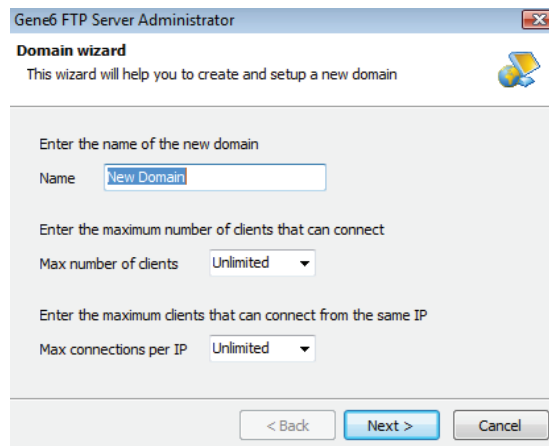 Gene6 FTP Server Administrator
Domain wizard
This wizard will help you to create and setup a new domain
Enter the name of the new domain
Name New Domain
Enter the maximum number of clients that can connect
Max number of clients Unlimited
Enter the maximum clients that can connect from the same IP
Max connections per IP Unlimited
< Back Next > Cancel